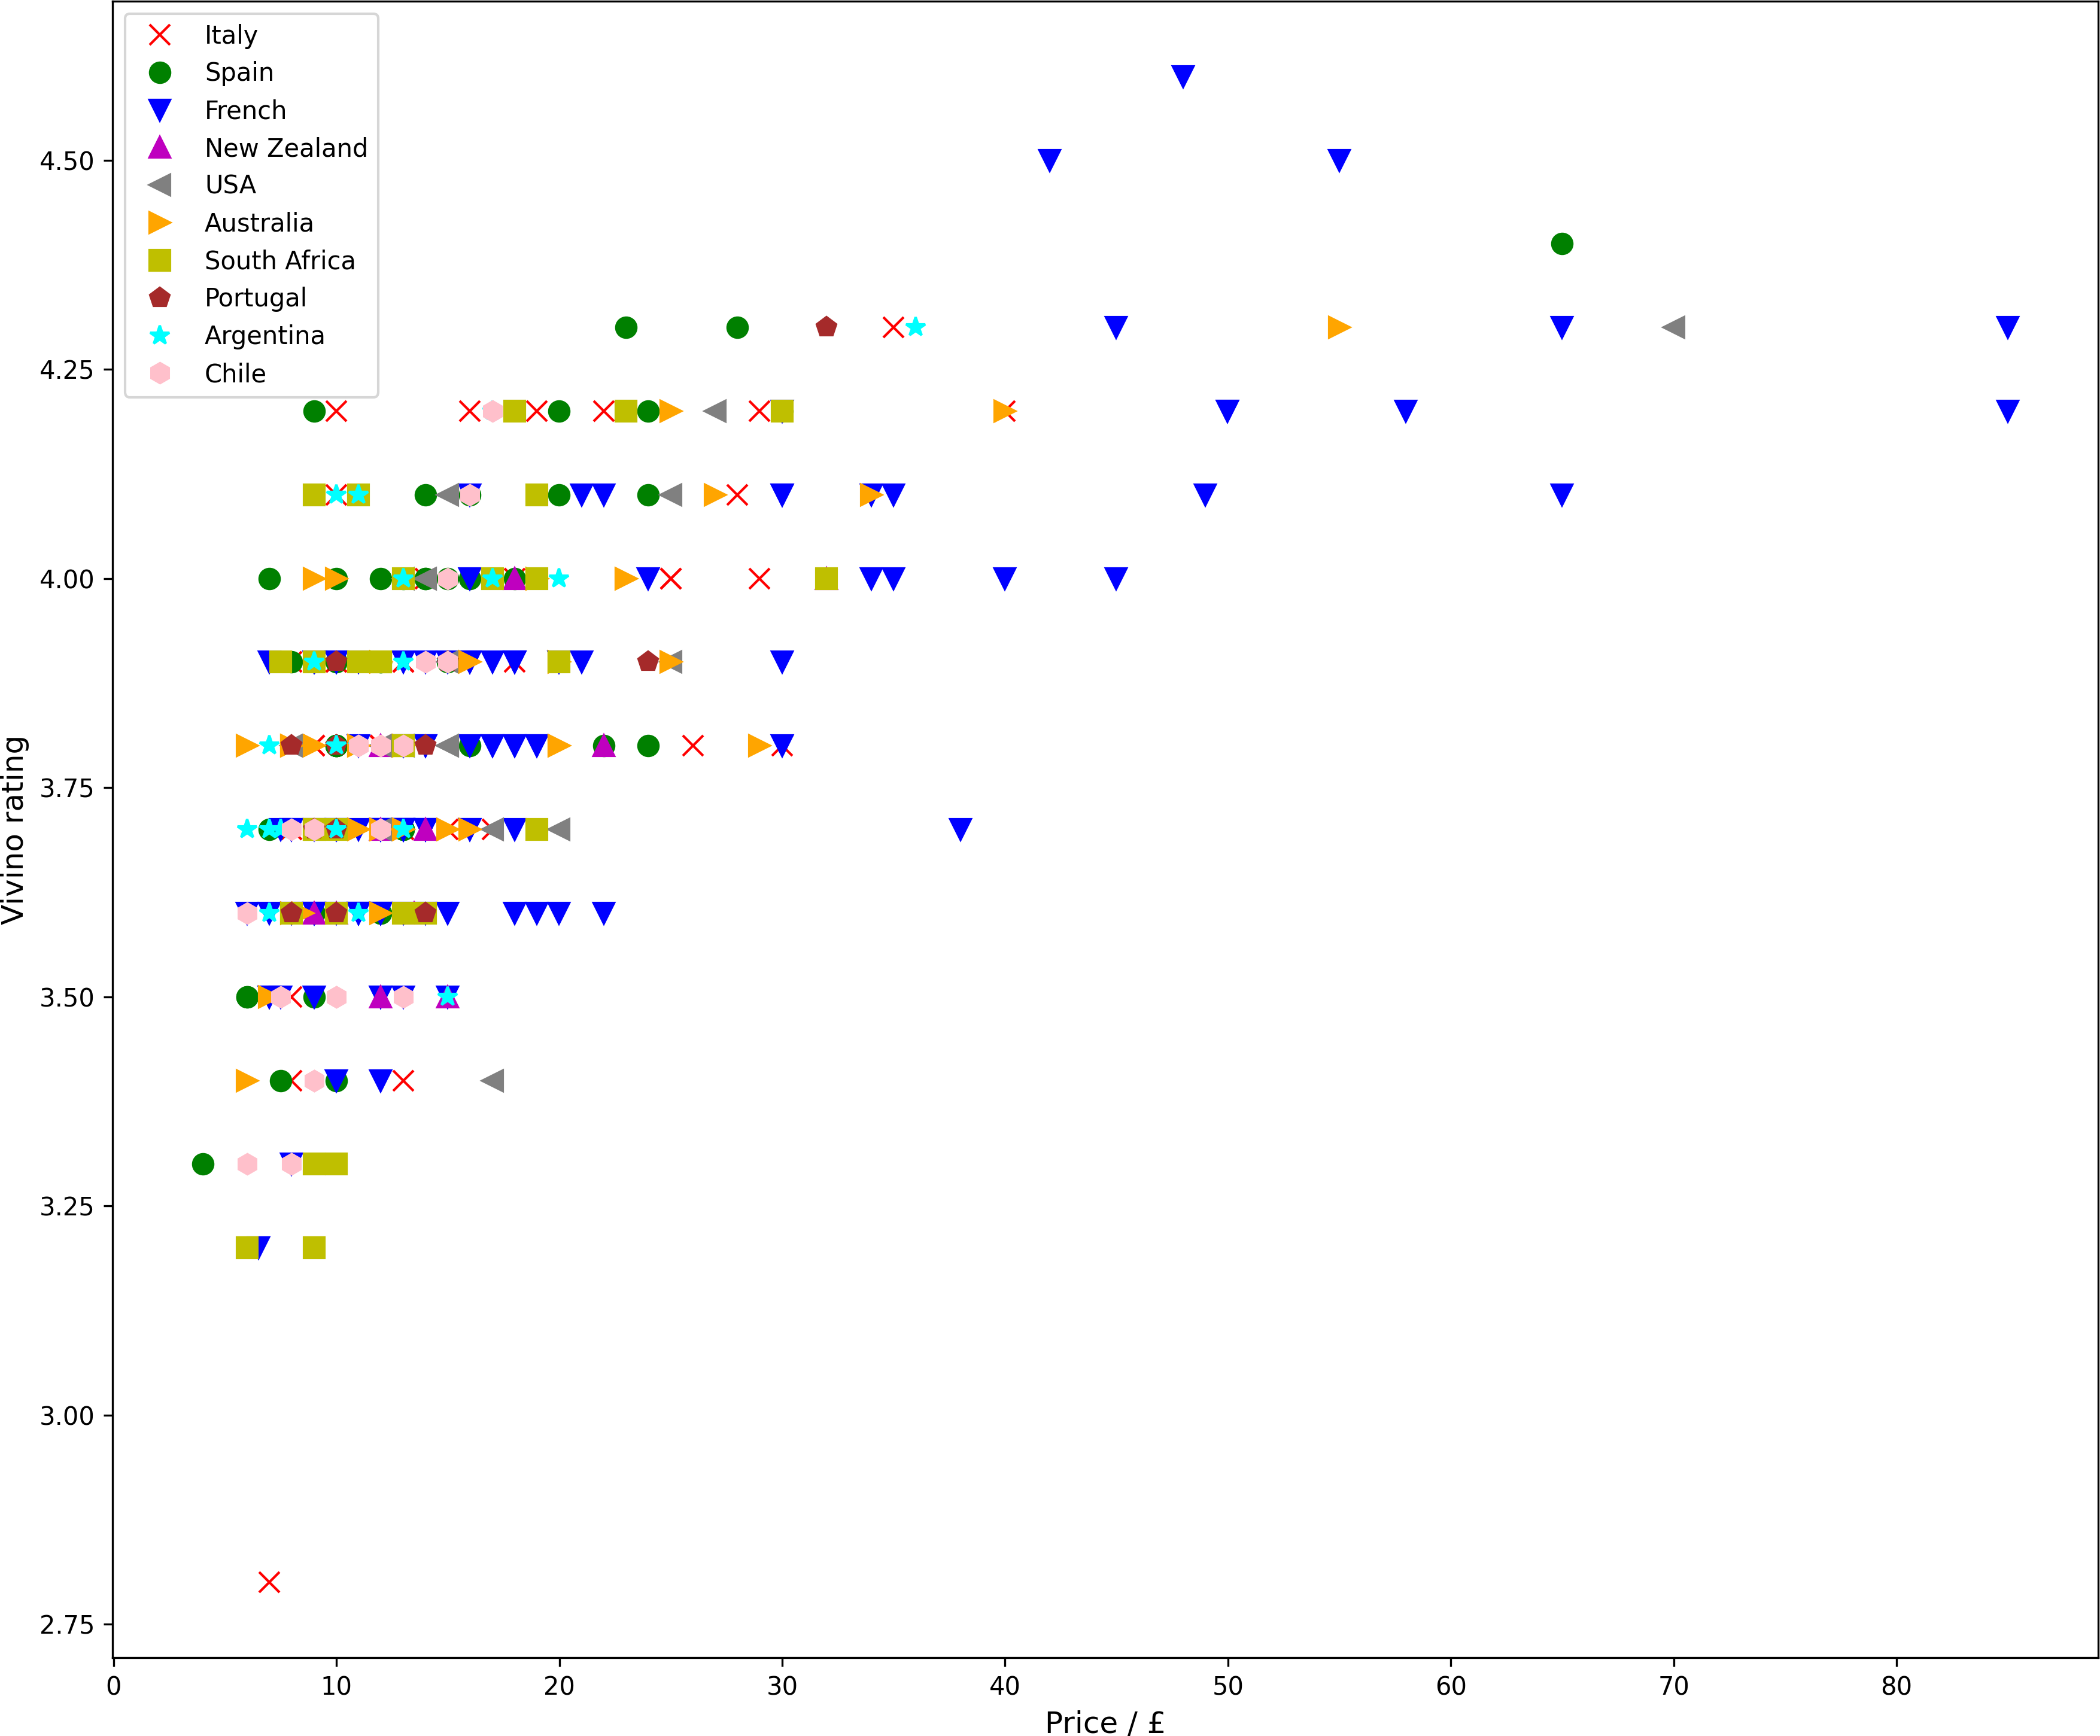 Italy
Spain
French
New Zealand
USA
Australia
South Africa
Portugal
Argentina
Chile
4.50
4.25
4.00
3.75
3.50
3.25
3.00
2.75
Vivino rating
0 10 20 30 40 50 60 70 80
Price / £